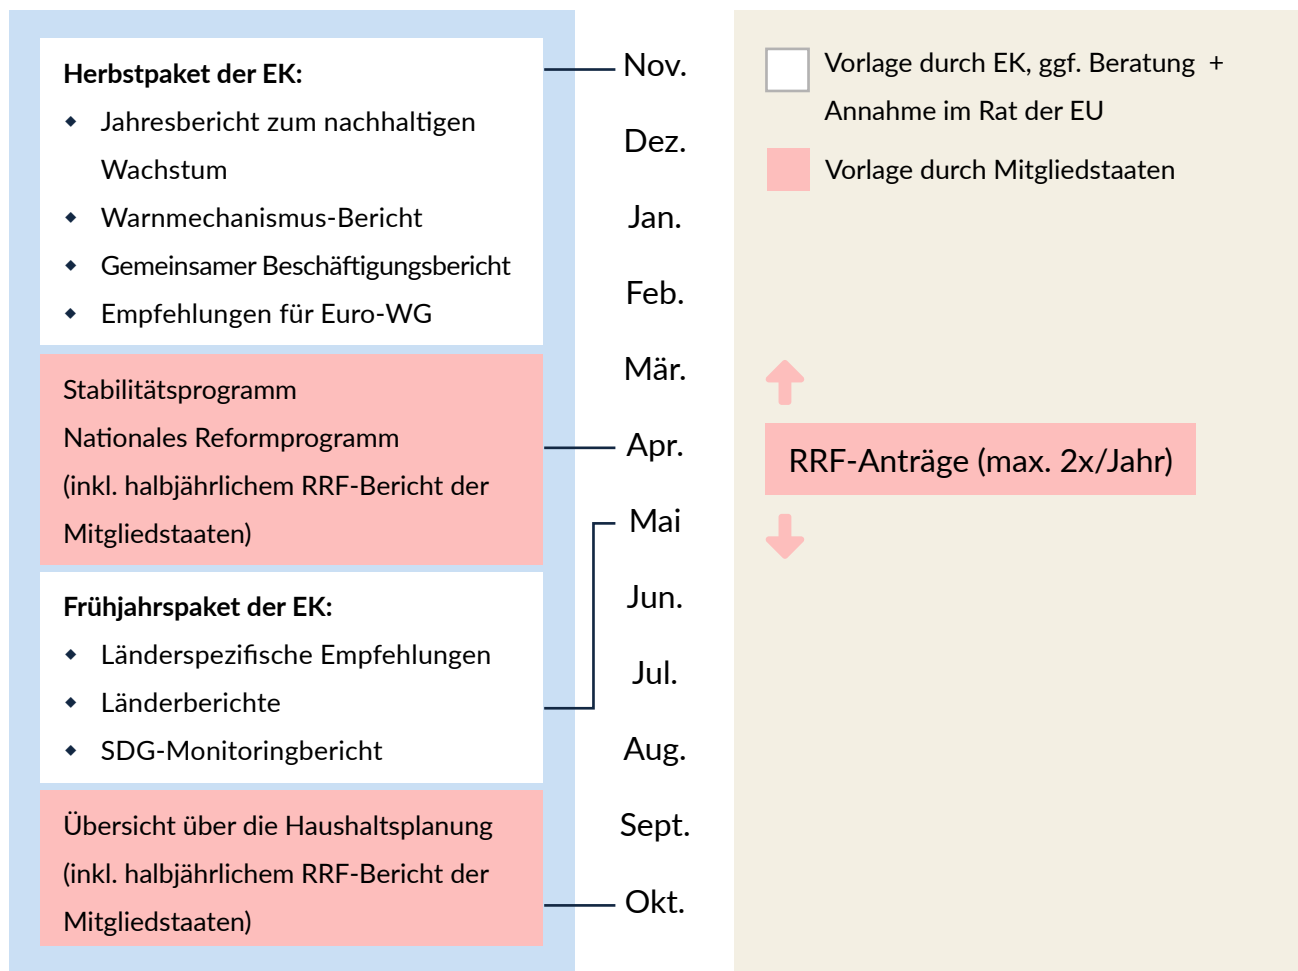 Herbstpaket der EK:
Jahresbericht zum nachhaltigen
Wachstum
Warnmechanismus-Bericht
Gemeinsamer Beschäftigungsbericht
Empfehlungen für Euro-WG
Stabilitätsprogramm
Nationales Reformprogramm
(inkl. halbjährlichem RRF-Bericht der
Mitgliedstaaten)
Frühjahrspaket der EK:
Länderspezifische Empfehlungen
Länderberichte
SDG-Monitoringbericht
Übersicht über die Haushaltsplanung
(inkl. halbjährlichem RRF-Bericht der
Mitgliedstaaten)
Nov.
Dez.
Jan.
Feb.
Mär.
Apr.
Mai
Jun.
Jul.
Aug.
Sept.
Okt.
Vorlage durch EK, ggf. Beratung +
Annahme im Rat der EU
Vorlage durch Mitgliedstaaten
RRF-Anträge (max. 2x/Jahr)